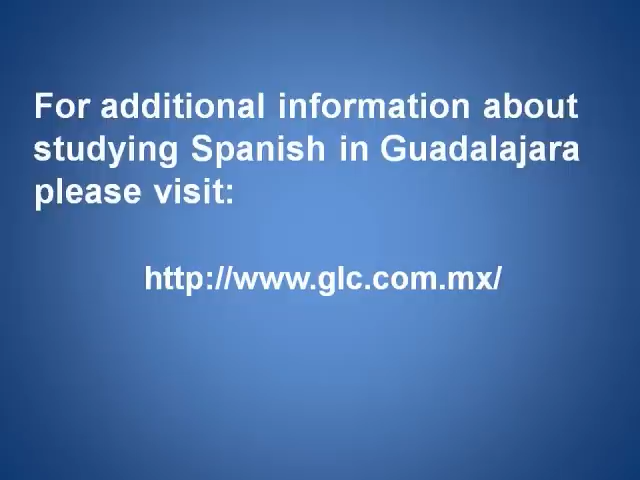 For additional information about
studying Spanish in Guadalajara
please visit:
http://www.glc.com.mx/